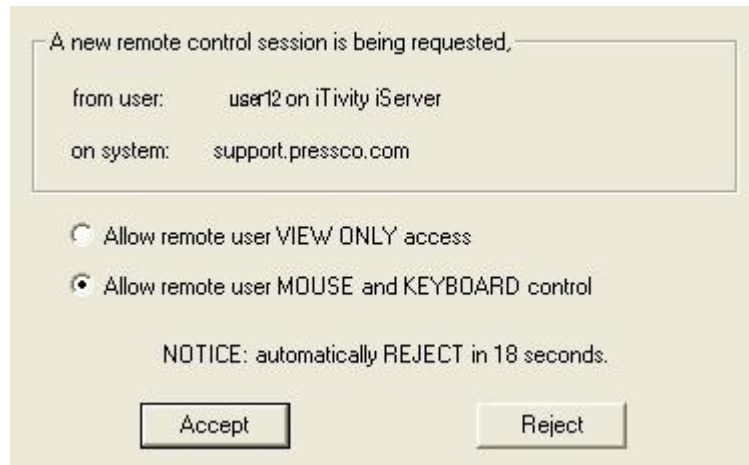 A new remote control session is being requested,
from user: user12 on iTivity iServer
on system: support.pressco.com
Allow remote user VIEW ONLY access
Allow remote user MOUSE and KEYBOARD control
NOTICE: automatically REJECT in 18 seconds.
Accept Reject